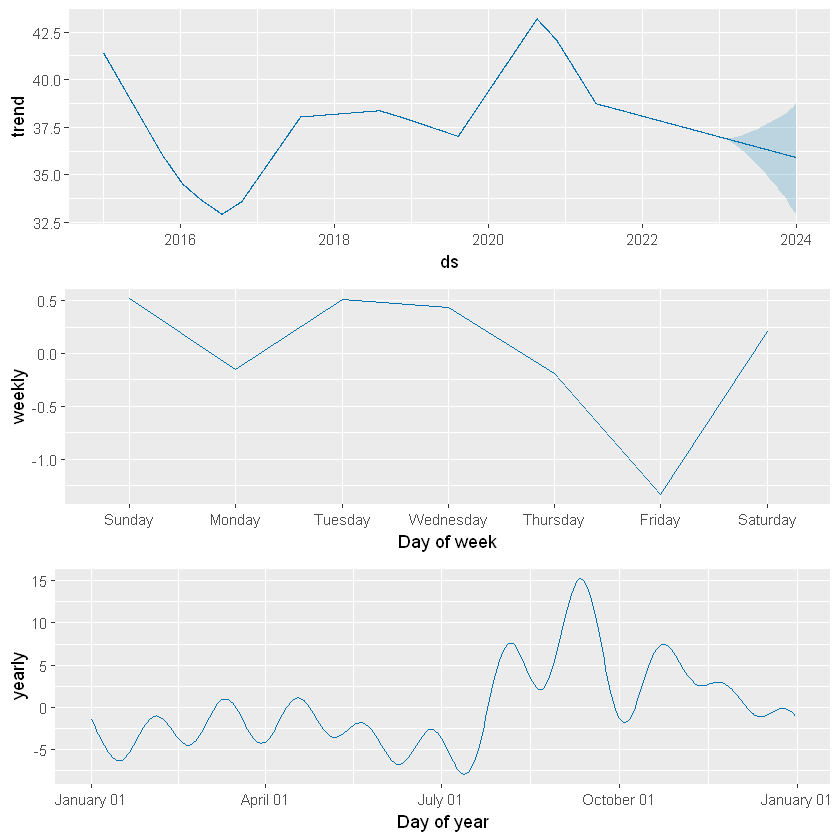 42.5
40.0
37.5
35.0
32.5
trend
2016 2018 2020 2022 2024
ds
0.5
0.0
-0.5
-1.0
weekly
Sunday Monday Tuesday Wednesday Thursday Friday Saturday
Day of week
15
10
5
0
-5
yearly
January 01 April 01 July 01 October 01 January 01
Day of year